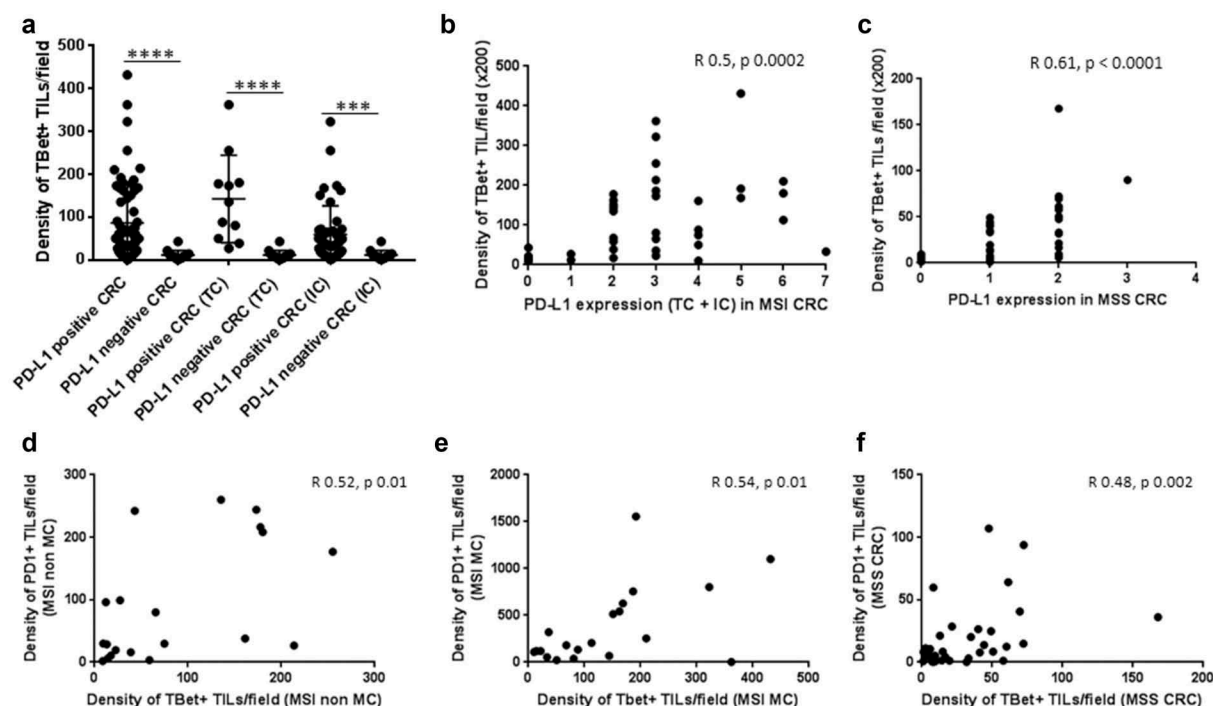 a
Density of TBet+ TILs/field
500
400
300
200
100
0
****
****
***
PD-L1 positive CRC
PD-L1 negative CRC
PD-L1 positive CRC (TC)
PD-L1 negative CRC (TC)
PD-L1 positive CRC (IC)
PD-L1 negative CRC (IC)
b
R 0.5, p 0.0002
Density of TBet+ TIL/field (x200)
500
400
300
200
100
0
0 1 2 3 4 5 6 7
PD-L1 expression (TC + IC) in MSI CRC
c
R 0.61, p < 0.0001
Density of TBet+ TILs /field (x200)
200
150
100
50
0
0 1 2 3 4
PD-L1 expression in MSS CRC
d
R 0.52, p 0.01
Density of PD1+ TILs/field
(MSI non MC)
300
200
100
0
0 100 200 300
Density of TBet+ TILs/field (MSI non MC)
e
R 0.54, p 0.01
Density of PD1+ TILs/field
(MSI MC)
2000
1500
1000
500
0
0 100 200 300 400 500
Density of Tbet+ TILs/field (MSI MC)
f
R 0.48, p 0.002
Density of PD1+ TILs/field
(MSS CRC)
150
100
50
0
0 50 100 150 200
Density of TBet+ TILs/field (MSS CRC)